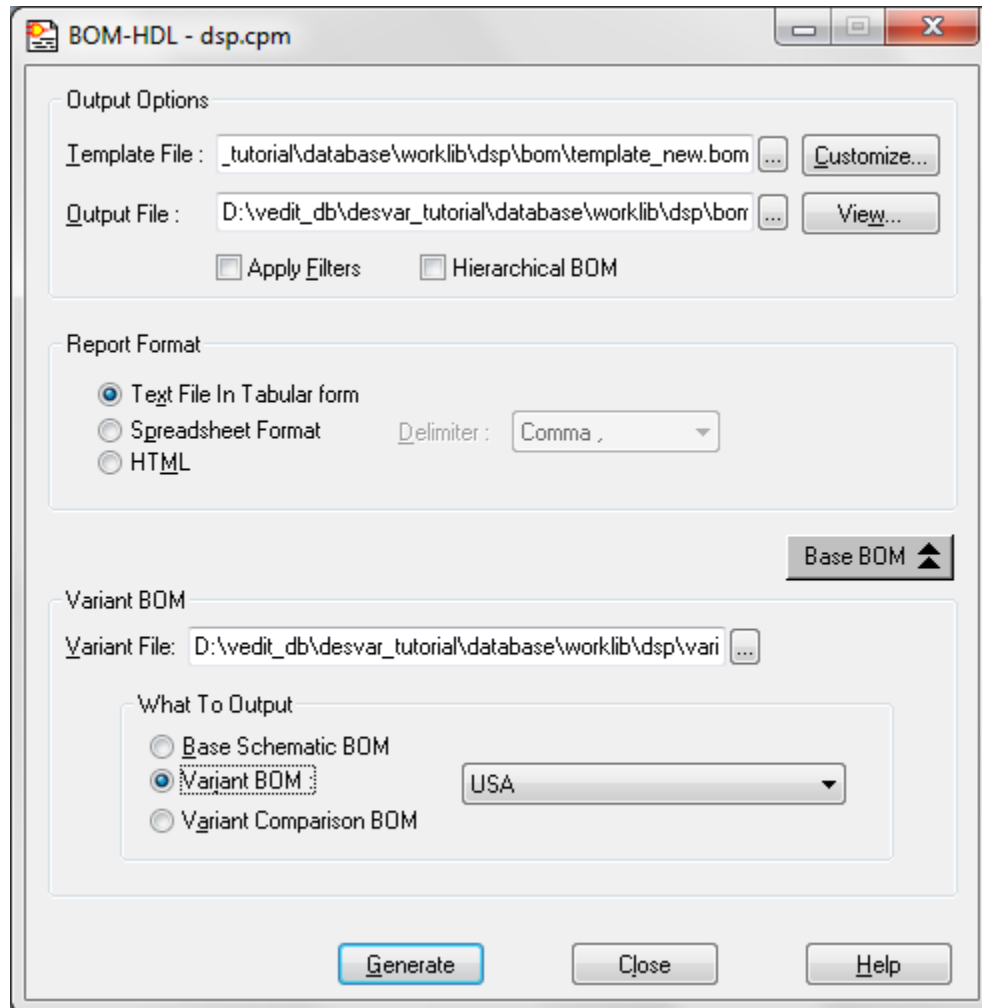 BOM-HDL - dsp.cpm
Output Options
Template File : _tutorial\database\worklib\dsp\bom\template_new.bom ... Customize...
Output File : D:\vedit_db\desvar_tutorial\database\worklib\dsp\bom ... View...
Apply Filters Hierarchical BOM
Report Format
Text File In Tabular form
Spreadsheet Format Delimiter : Comma ,
HTML
Base BOM
Variant BOM
Variant File: D:\vedit_db\desvar_tutorial\database\worklib\dsp\vari ...
What To Output
Base Schematic BOM
Variant BOM : USA
Variant Comparison BOM
Generate Close Help